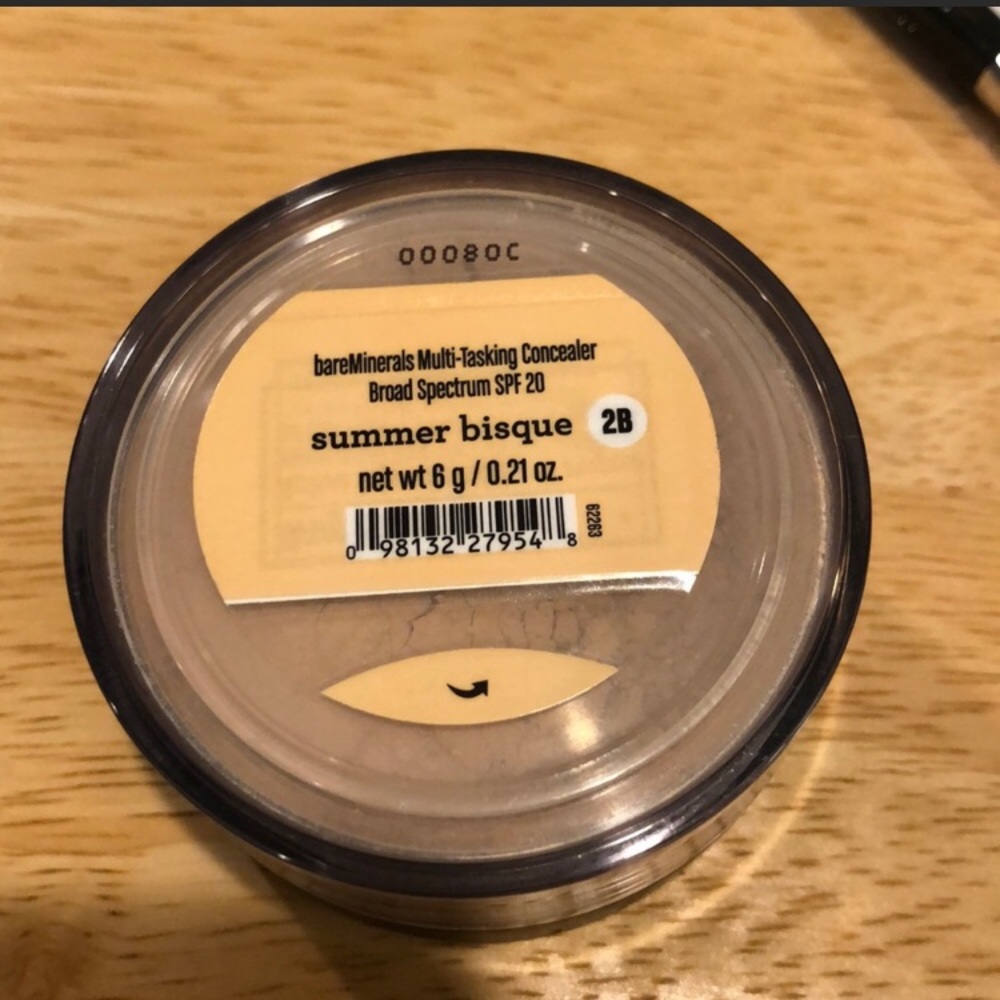 00080C
bareMinerals Multi-Tasking Concealer
Broad Spectrum SPF 20
summer bisque 2B
net wt 6 g / 0.21 oz.
0 98132 27954 8
62263